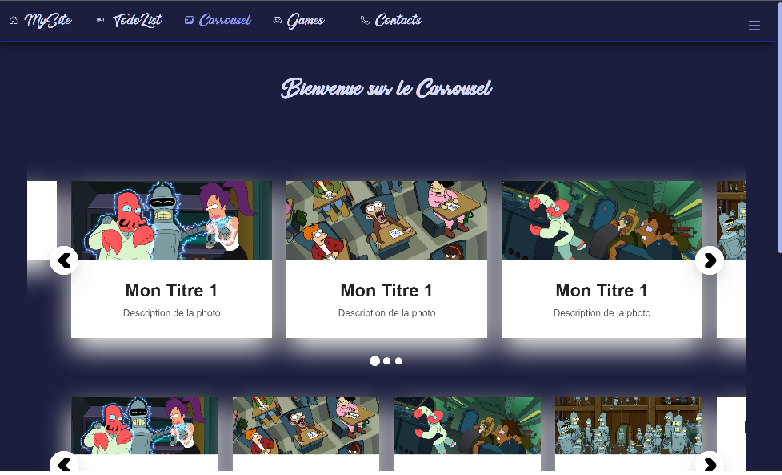 MySite TodoList Carrousel Games Contacts
Bienvenue sur le Carrousel
Mon Titre 1 Mon Titre 1 Mon Titre 1
Description de la photo Description de la photo Description de la photo